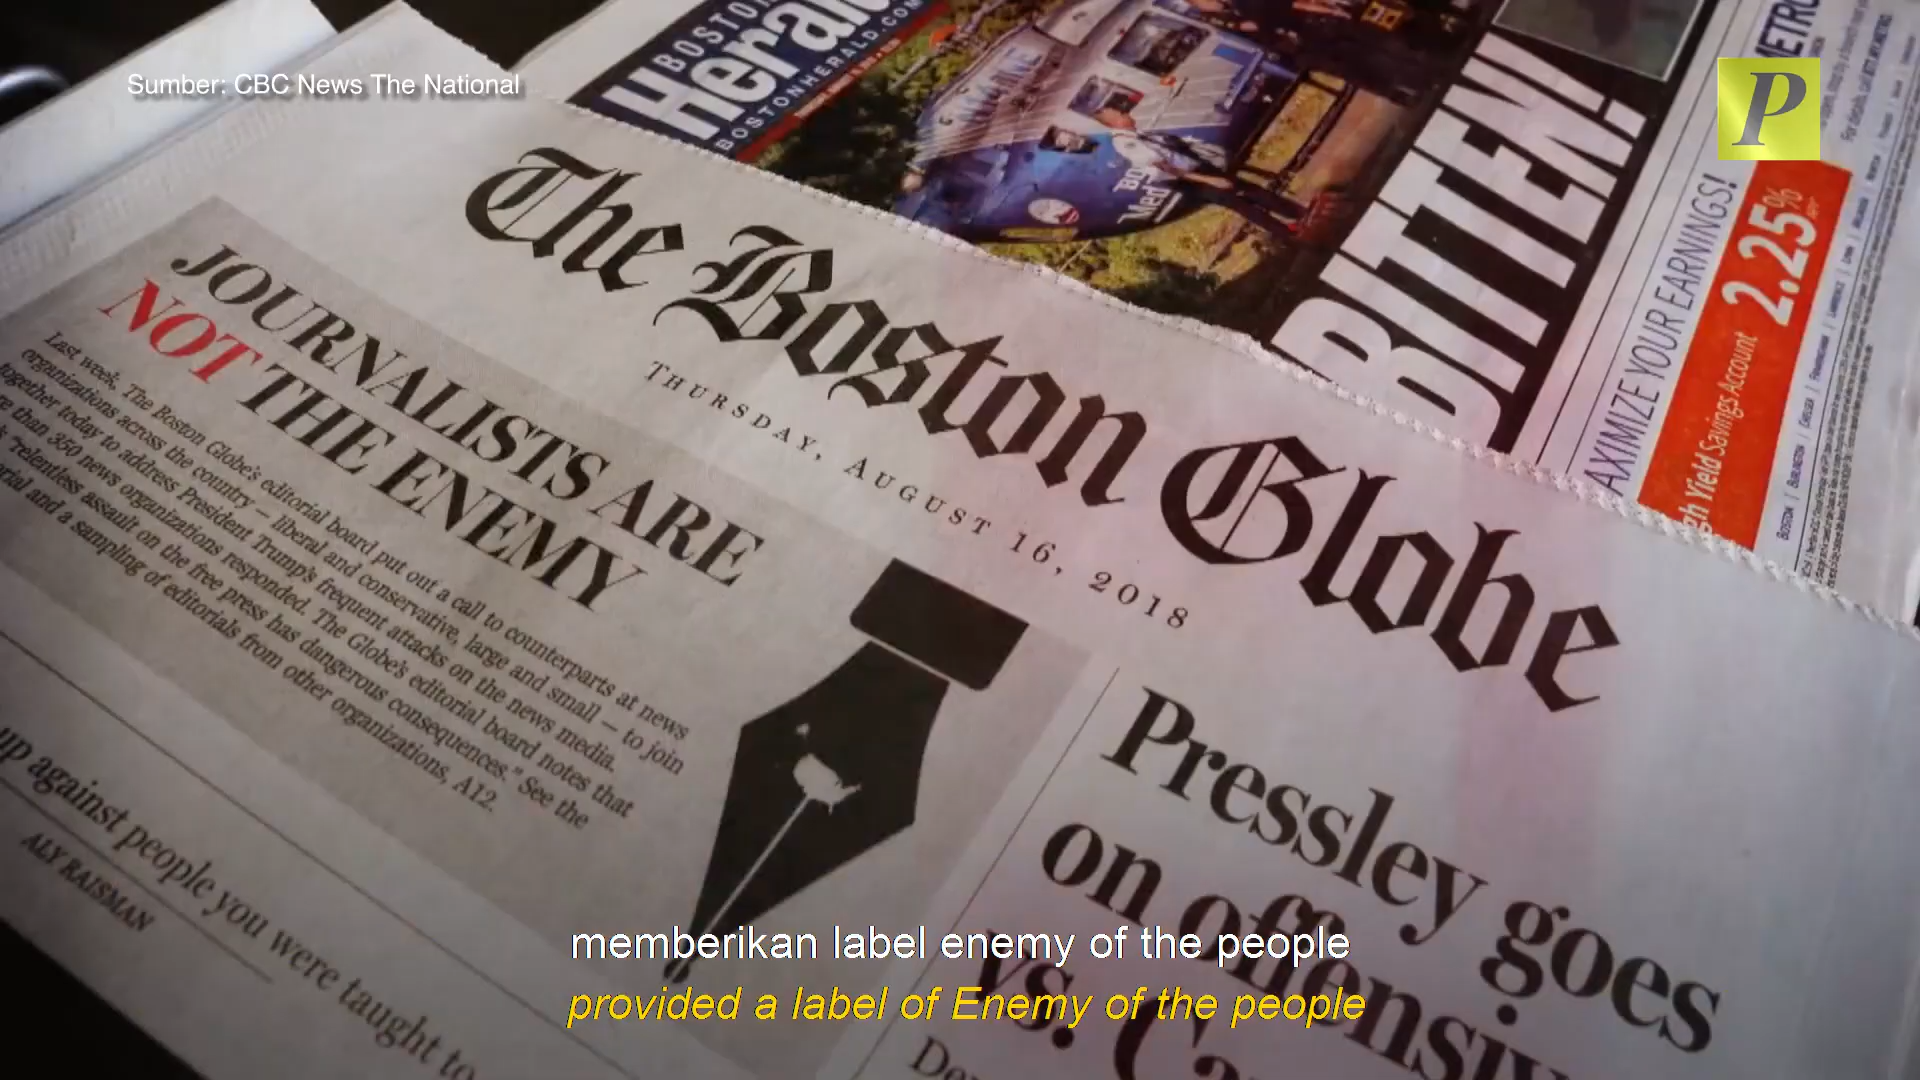 Sumber: CBC News The National
P
BOSTON
Herald
BOSTONHERALD.COM
BITTEN!
METRO
MAXIMIZE YOUR EARNINGS!
2.25%
High Yield Savings Account
The Boston Globe
THURSDAY, AUGUST 16, 2018
JOURNALISTS ARE
NOT THE ENEMY
Last week, The Boston Globe's editorial board put out a call to counterparts at news
organizations across the country — liberal and conservative, large and small — to join
together today to address President Trump's frequent attacks on the news media.
than 350 news organizations responded. The Globe's editorial board notes that
"relentless assault on the free press has dangerous consequences." See the
and a sampling of editorials from other organizations, A12.
up against people you were taught to
ALY RAISMAN
Pressley goes
on offensive
vs. Ca
memberikan label enemy of the people
provided a label of Enemy of the people